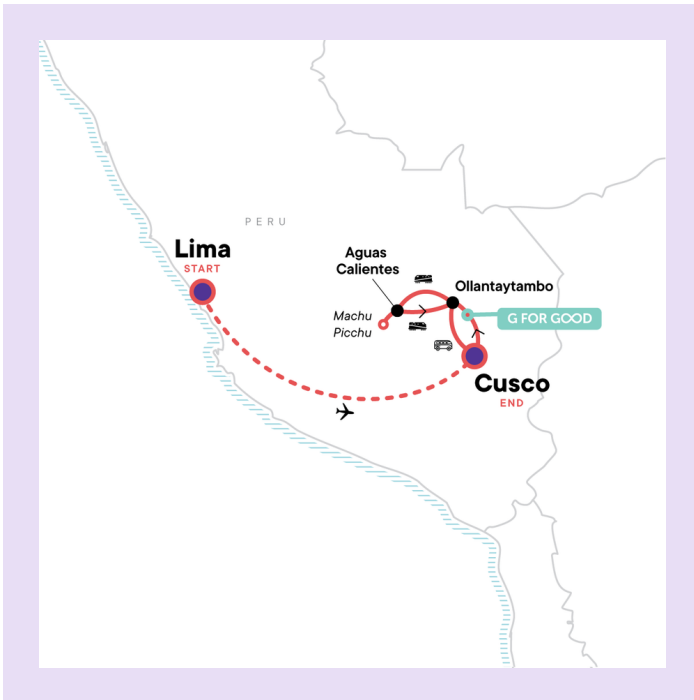 PERU
Lima
START
Aguas
Calientes
Ollantaytambo
Machu
Picchu
G FOR GOOD
Cusco
END